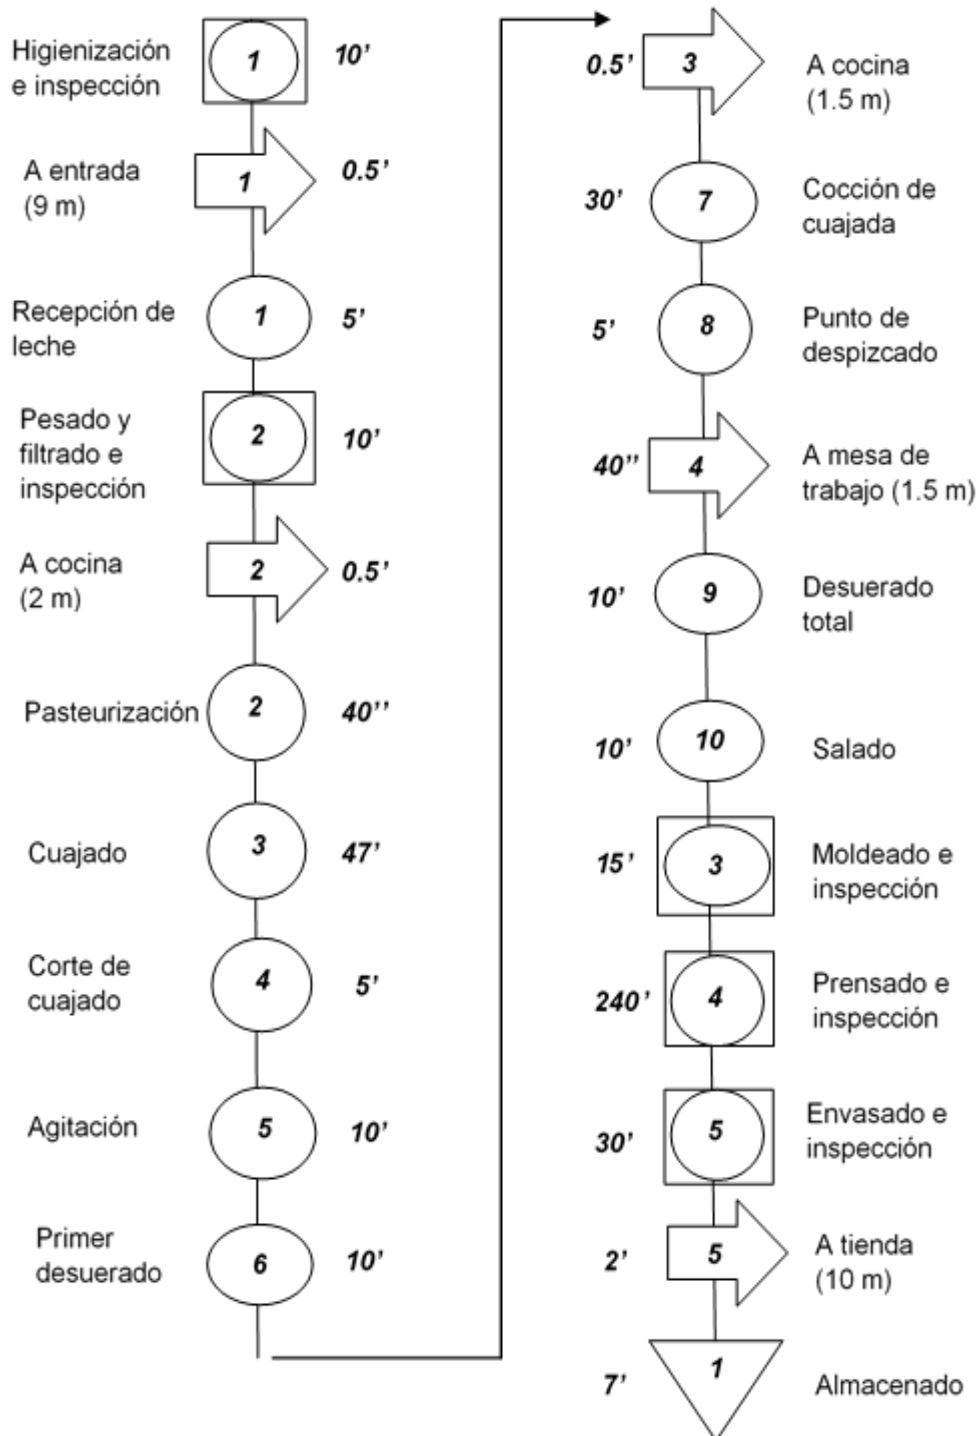 Higienización
e inspección
1
10’
A entrada
(9 m)
1
0.5’
Recepción de
leche
1
5’
Pesado y
filtrado e
inspección
2
10’
A cocina
(2 m)
2
0.5’
Pasteurización
2
40’’
Cuajado
3
47’
Corte de
cuajado
4
5’
Agitación
5
10’
Primer
desuerado
6
10’
0.5’
3
A cocina
(1.5 m)
30’
7
Cocción de
cuajada
5’
8
Punto de
despizcado
40’’
4
A mesa de
trabajo (1.5 m)
10’
9
Desuerado
total
10’
10
Salado
15’
3
Moldeado e
inspección
240’
4
Prensado e
inspección
30’
5
Envasado e
inspección
2’
5
A tienda
(10 m)
7’
1
Almacenado